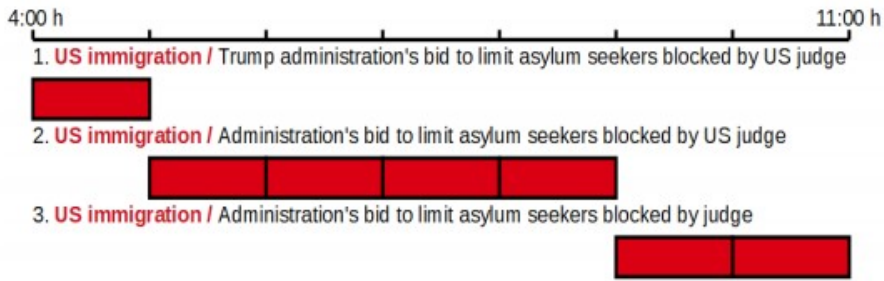 4:00 h 11:00 h
1. US immigration / Trump administration's bid to limit asylum seekers blocked by US judge
2. US immigration / Administration's bid to limit asylum seekers blocked by US judge
3. US immigration / Administration's bid to limit asylum seekers blocked by judge